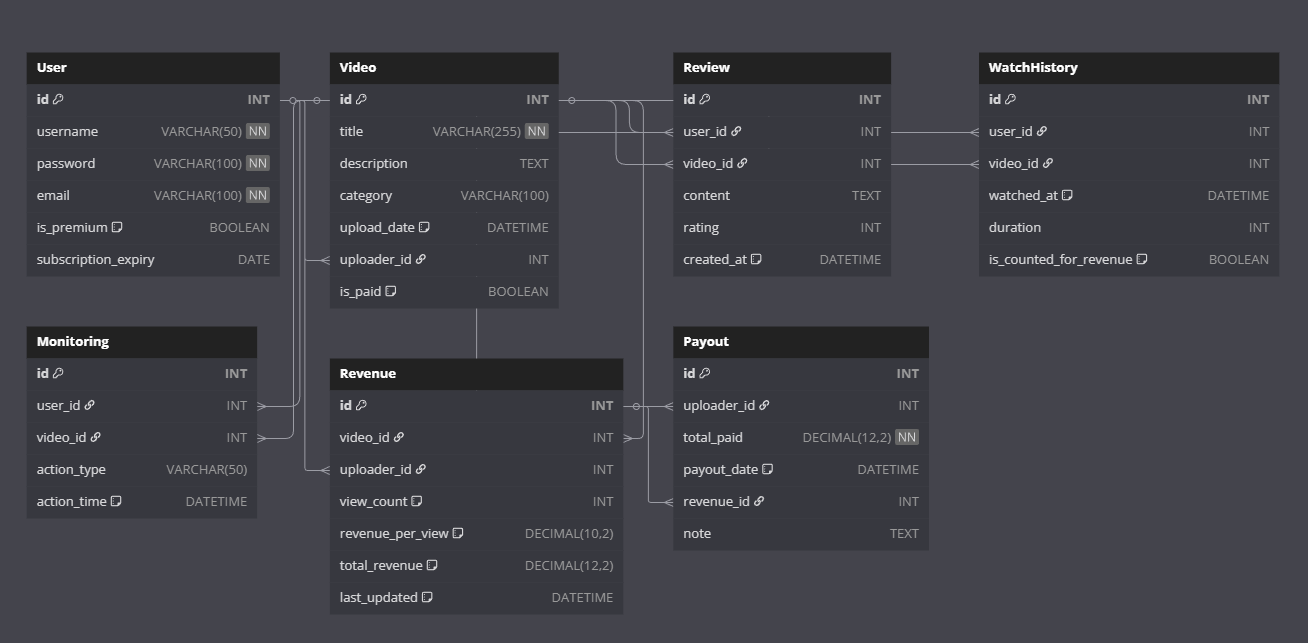 User
id INT
username VARCHAR(50) NN
password VARCHAR(100) NN
email VARCHAR(100) NN
is_premium BOOLEAN
subscription_expiry DATE
Video
id INT
title VARCHAR(255) NN
description TEXT
category VARCHAR(100)
upload_date DATETIME
uploader_id INT
is_paid BOOLEAN
Review
id INT
user_id INT
video_id INT
content TEXT
rating INT
created_at DATETIME
WatchHistory
id INT
user_id INT
video_id INT
watched_at DATETIME
duration INT
is_counted_for_revenue BOOLEAN
Monitoring
id INT
user_id INT
video_id INT
action_type VARCHAR(50)
action_time DATETIME
Revenue
id INT
video_id INT
uploader_id INT
view_count INT
revenue_per_view DECIMAL(10,2)
total_revenue DECIMAL(12,2)
last_updated DATETIME
Payout
id INT
uploader_id INT
total_paid DECIMAL(12,2) NN
payout_date DATETIME
revenue_id INT
note TEXT